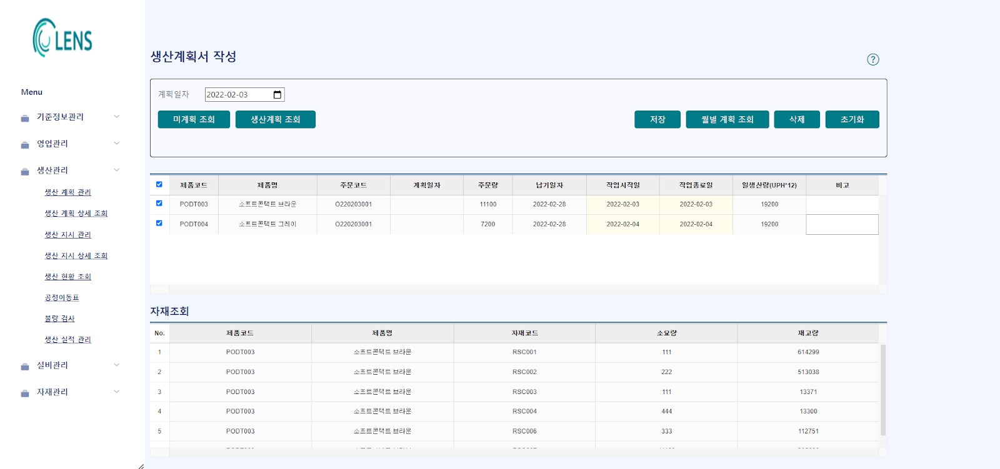 LENS
생산계획서 작성
?
Menu
계획일자 2022-02-03
기준정보관리
미계획 조회 생산계획 조회 저장 월별 계획 조회 삭제 초기화
영업관리
생산관리
생산 계획 관리
생산 계획 상세 조회
생산 지시 관리
생산 지시 상세 조회
생산 현황 조회
공정이동표
불량 검사
생산 실적 관리
설비관리
자재관리
제품코드 제품명 주문코드 계획일자 주문량 납기일자 작업시작일 작업종료일 일생산량(UPH*12) 비고
PODT003 소프트콘택트 브라운 O220203001 11100 2022-02-28 2022-02-03 2022-02-03 19200
PODT004 소프트콘택트 그레이 O220203001 7200 2022-02-28 2022-02-04 2022-02-04 19200
자재조회
No. 제품코드 제품명 자재코드 소요량 재고량
1 PODT003 소프트콘택트 브라운 RSC001 111 614299
2 PODT003 소프트콘택트 브라운 RSC002 222 513038
3 PODT003 소프트콘택트 브라운 RSC003 111 13371
4 PODT003 소프트콘택트 브라운 RSC004 444 13300
5 PODT003 소프트콘택트 브라운 RSC006 333 112751